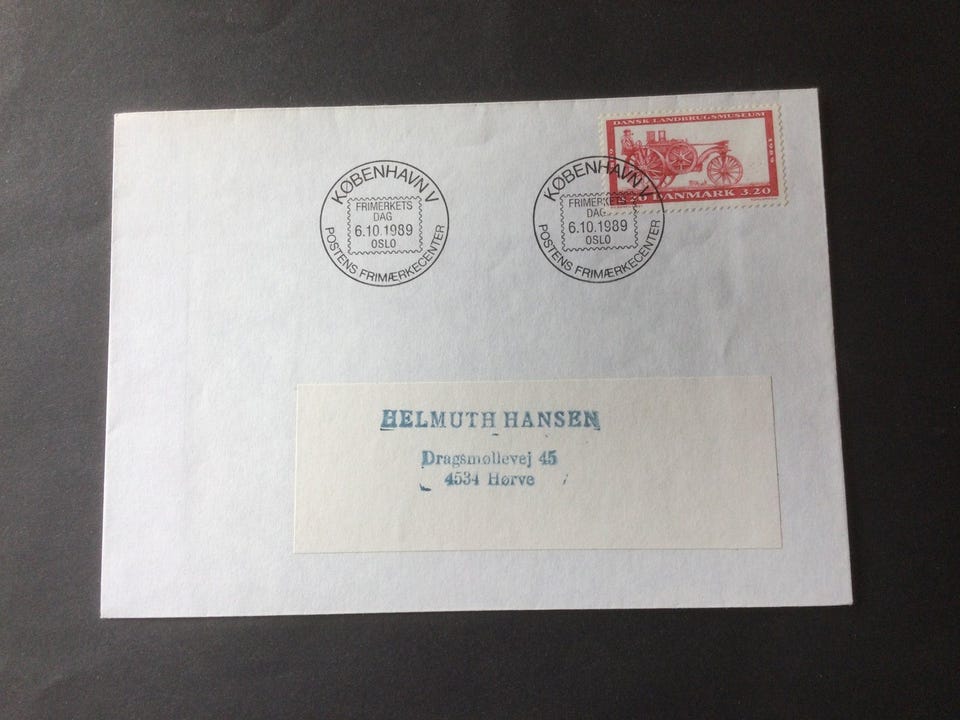 DANSK LANDBRUGSMUSEUM
1989
DANMARK 3.20
KØBENHAVN V
FRIMERKETS
DAG
6.10.1989
OSLO
POSTENS FRIMÆRKECENTER
KØBENHAVN V
FRIMERKETS
DAG
6.10.1989
OSLO
POSTENS FRIMÆRKECENTER
HELMUTH HANSEN
Dragsmøllevej 45
4534 Hørve